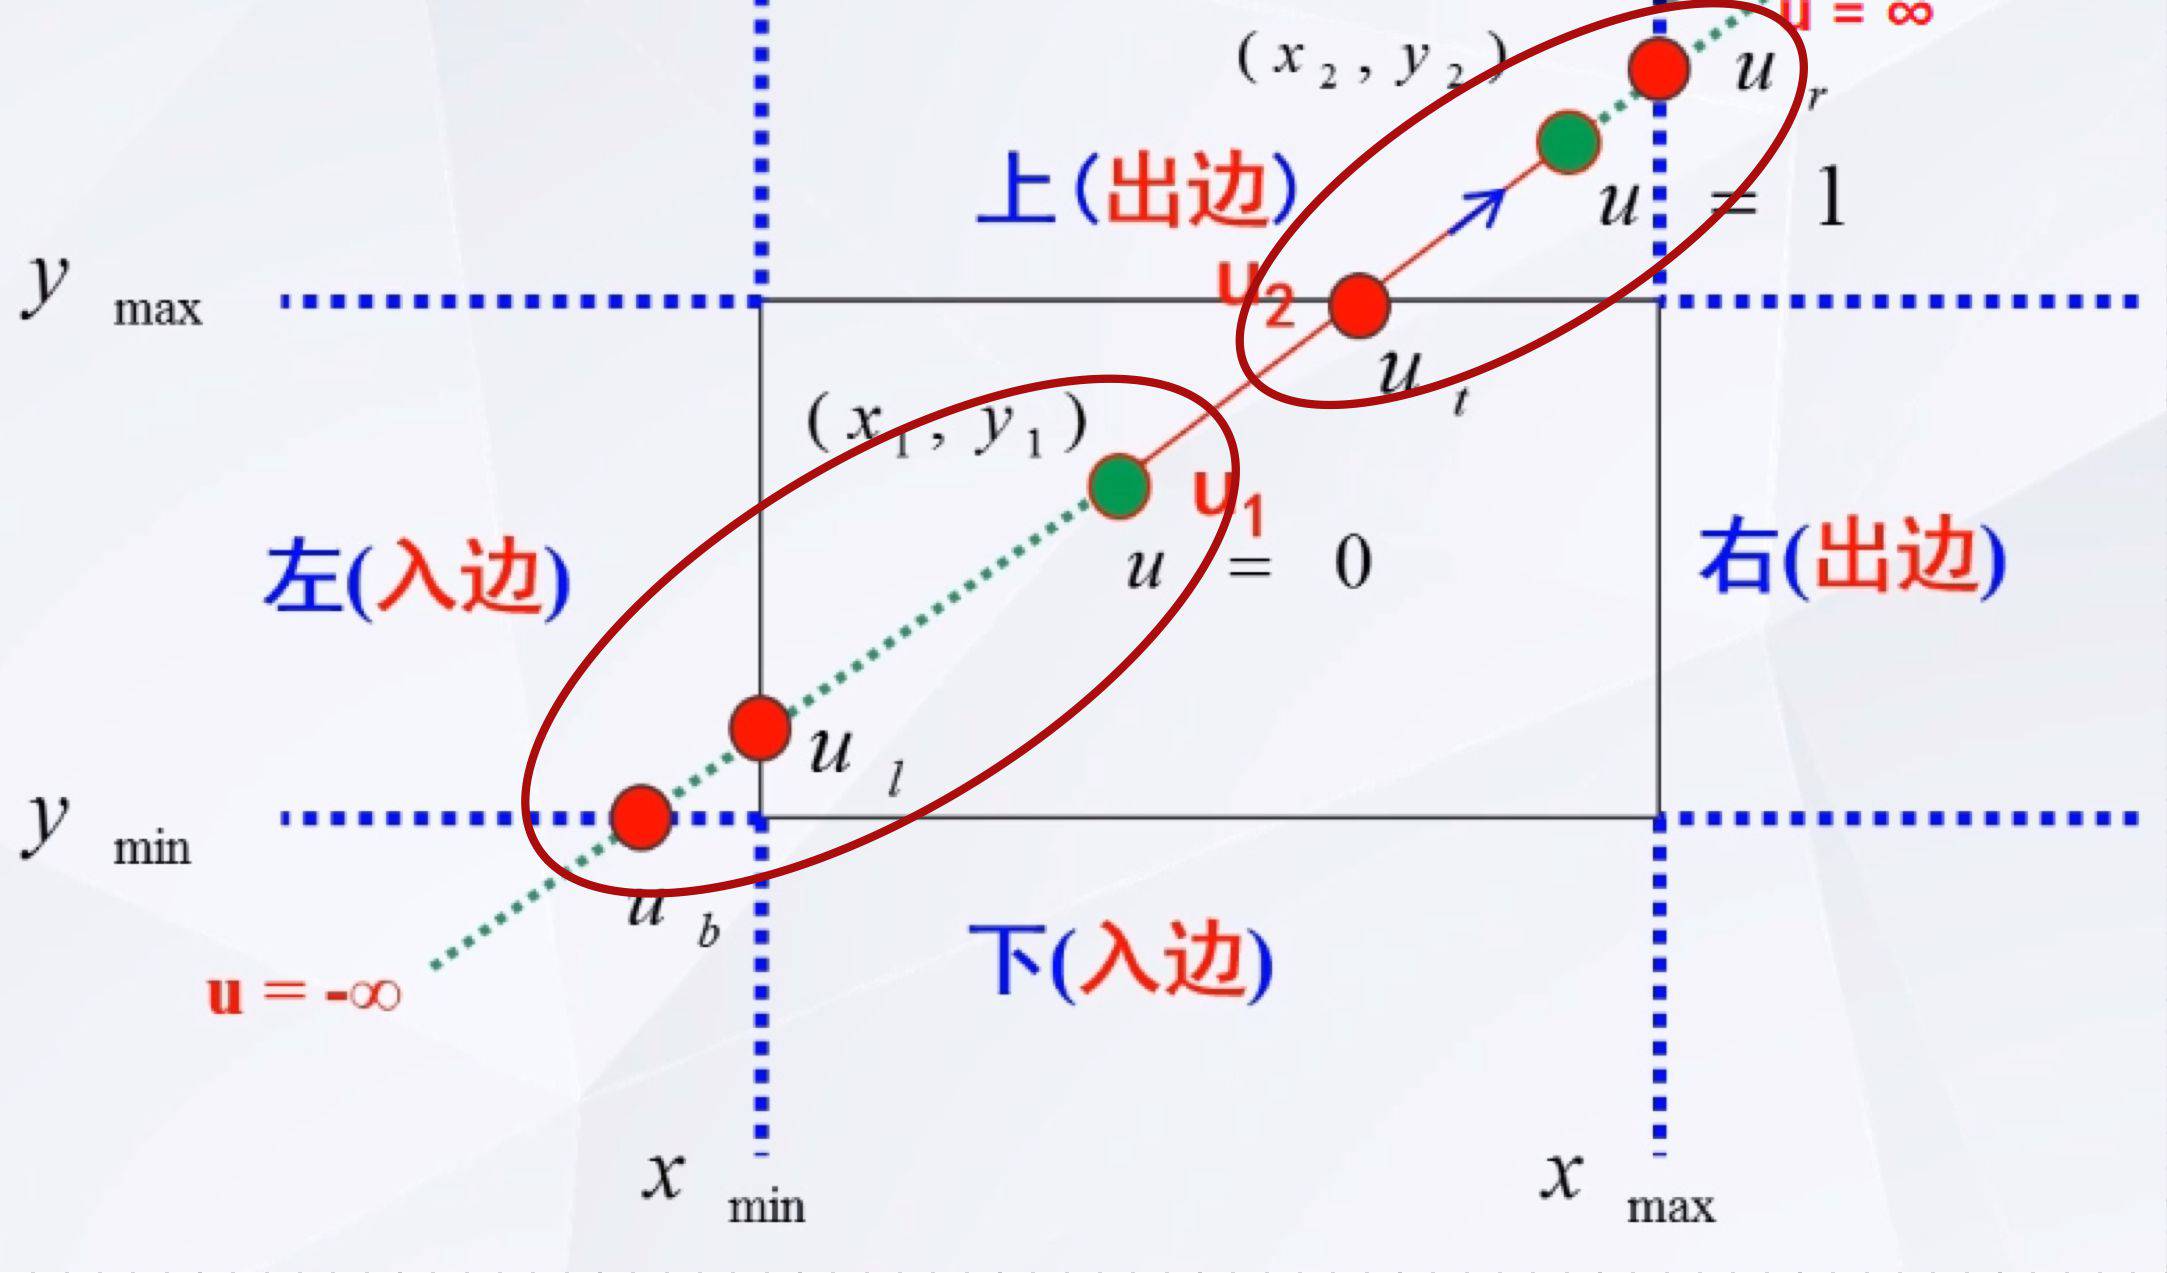 u = ∞
(x₂, y₂)
u_r
上(出边)
u = 1
u₂
y_max
u_t
(x₁, y₁)
u₁
左(入边)
u = 0
右(出边)
u_l
y_min
u_b
下(入边)
u = -∞
x_min
x_max